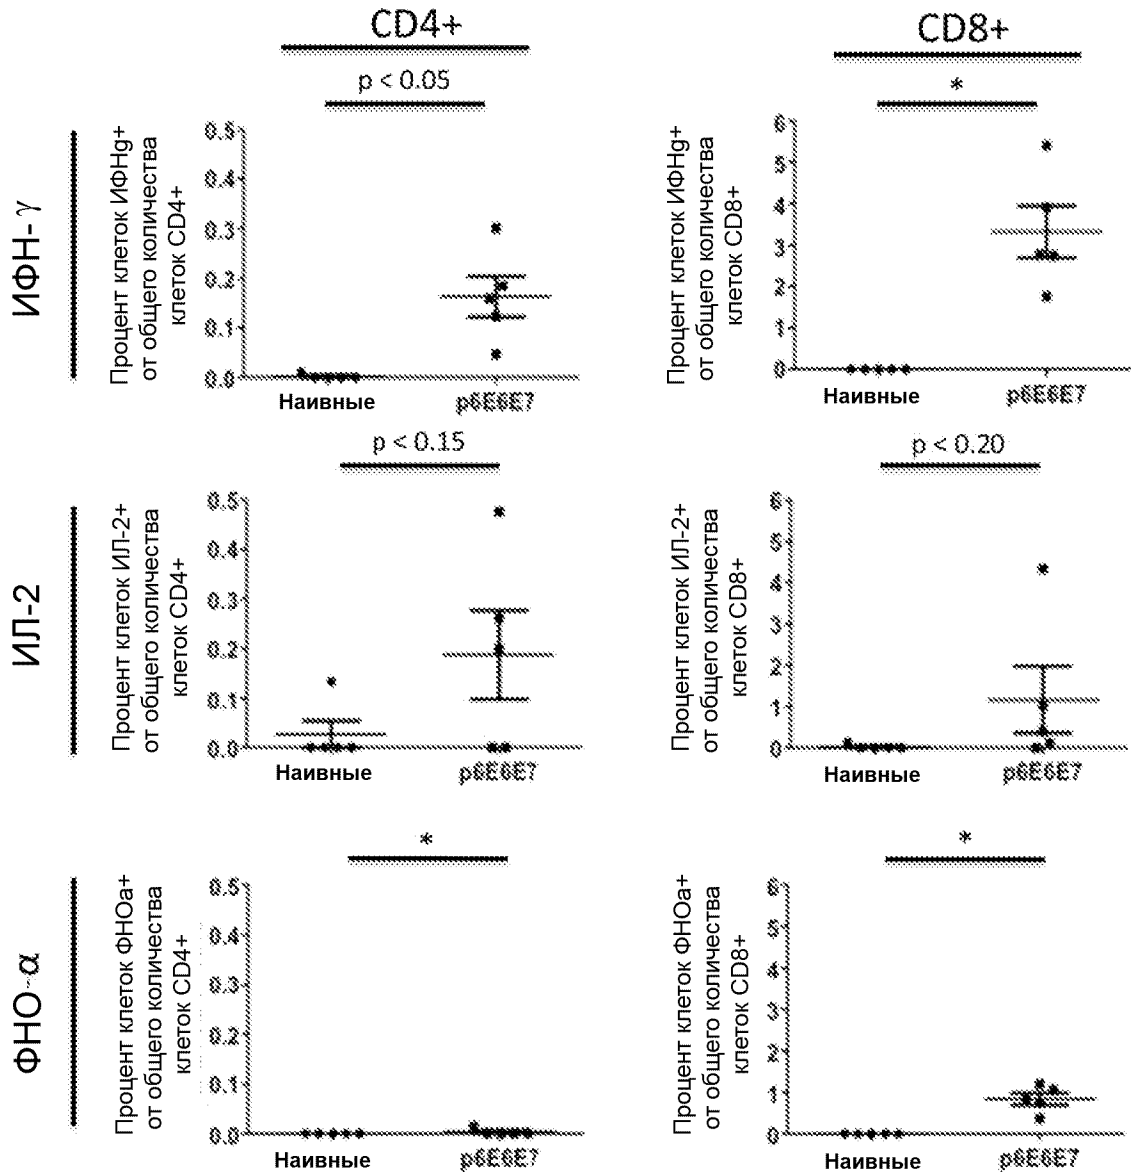 CD4+
CD8+
ИФН-γ
p < 0.05
Процент клеток ИФНg+
от общего количества
клеток CD4+
0.5
0.4
0.3
0.2
0.1
0.0
Наивные
p6E6E7
*
Процент клеток ИФНg+
от общего количества
клеток CD8+
6
5
4
3
2
1
0
Наивные
p6E6E7
ИЛ-2
p < 0.15
Процент клеток ИЛ-2+
от общего количества
клеток CD4+
0.5
0.4
0.3
0.2
0.1
0.0
Наивные
p6E6E7
p < 0.20
Процент клеток ИЛ-2+
от общего количества
клеток CD8+
6
5
4
3
2
1
0
Наивные
p6E6E7
ФНО-α
*
Процент клеток ФНОa+
от общего количества
клеток CD4+
0.5
0.4
0.3
0.2
0.1
0.0
Наивные
p6E6E7
*
Процент клеток ФНОa+
от общего количества
клеток CD8+
6
5
4
3
2
1
0
Наивные
p6E6E7